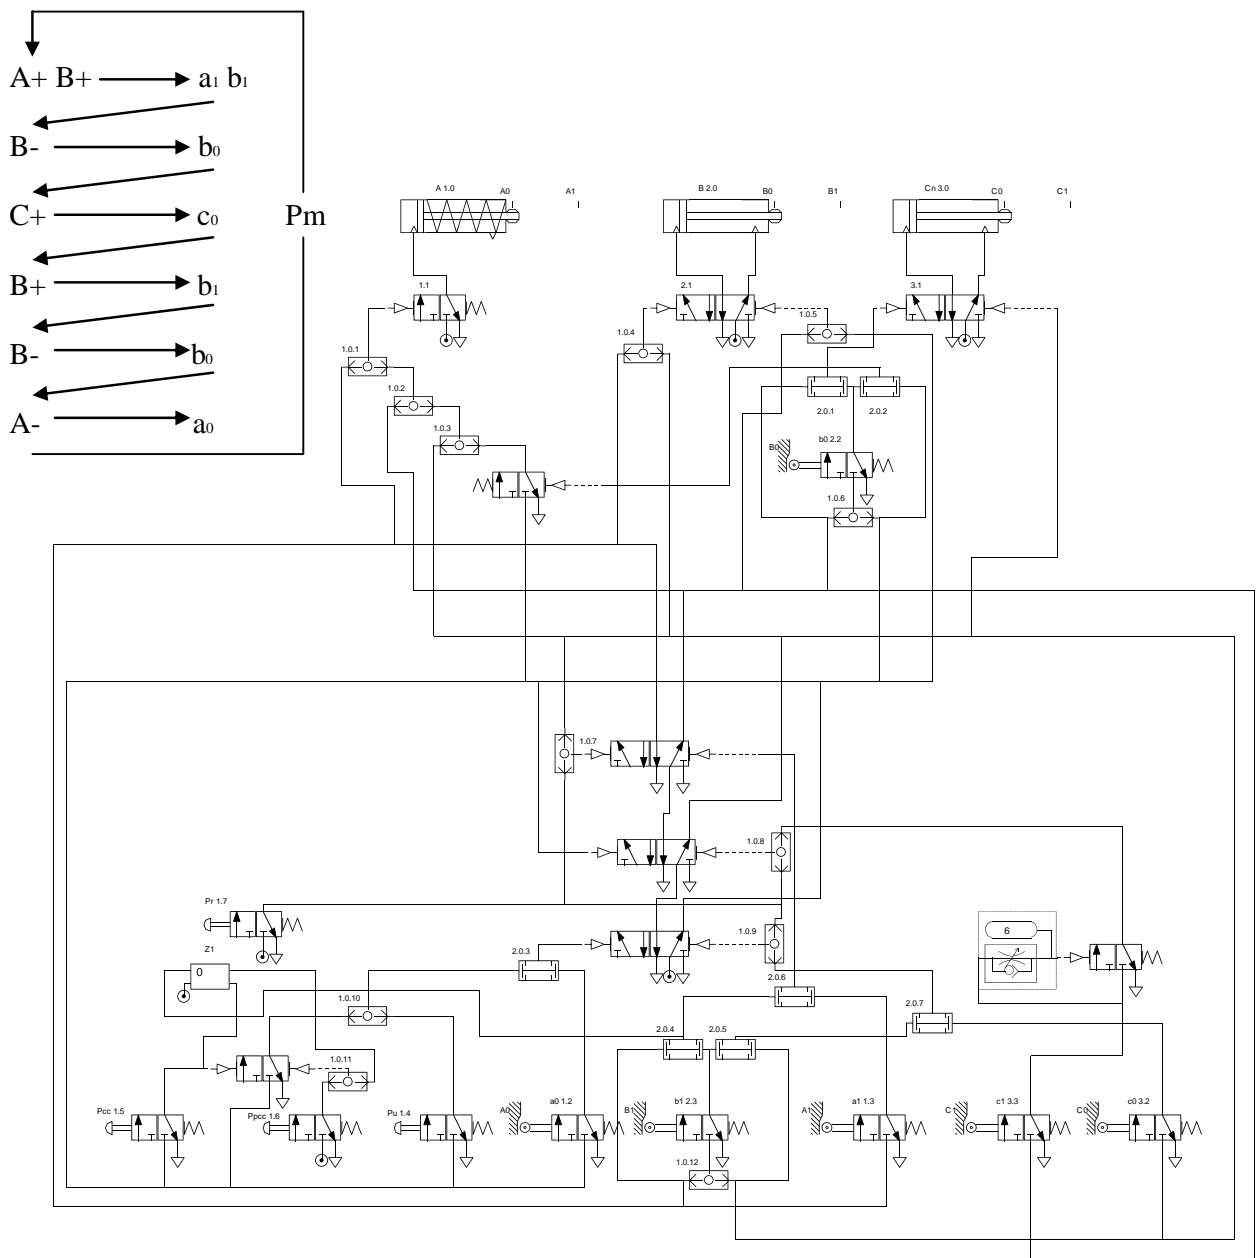 A+ B+ a1 b1
B- b0
C+ c0 Pm
B+ b1
B- b0
A- a0
A 1.0 A0 A1 B 2.0 B0 B1 Cn 3.0 C0 C1
1.1 2.1 3.1
1.0.5
1.0.4
1.0.1
1.0.2
2.0.1 2.0.2
1.0.3
B0 b0 2.2
1.0.6
1.0.7
1.0.8
Pr 1.7
1.0.9
6
Z1
2.0.3
0
2.0.6
1.0.10
2.0.7
2.0.4 2.0.5
1.0.11
Pcc 1.5 Ppcc 1.6 Pu 1.4 A0 a0 1.2 B1 b1 2.3 A1 a1 1.3 C1 c1 3.3 C0 c0 3.2
1.0.12